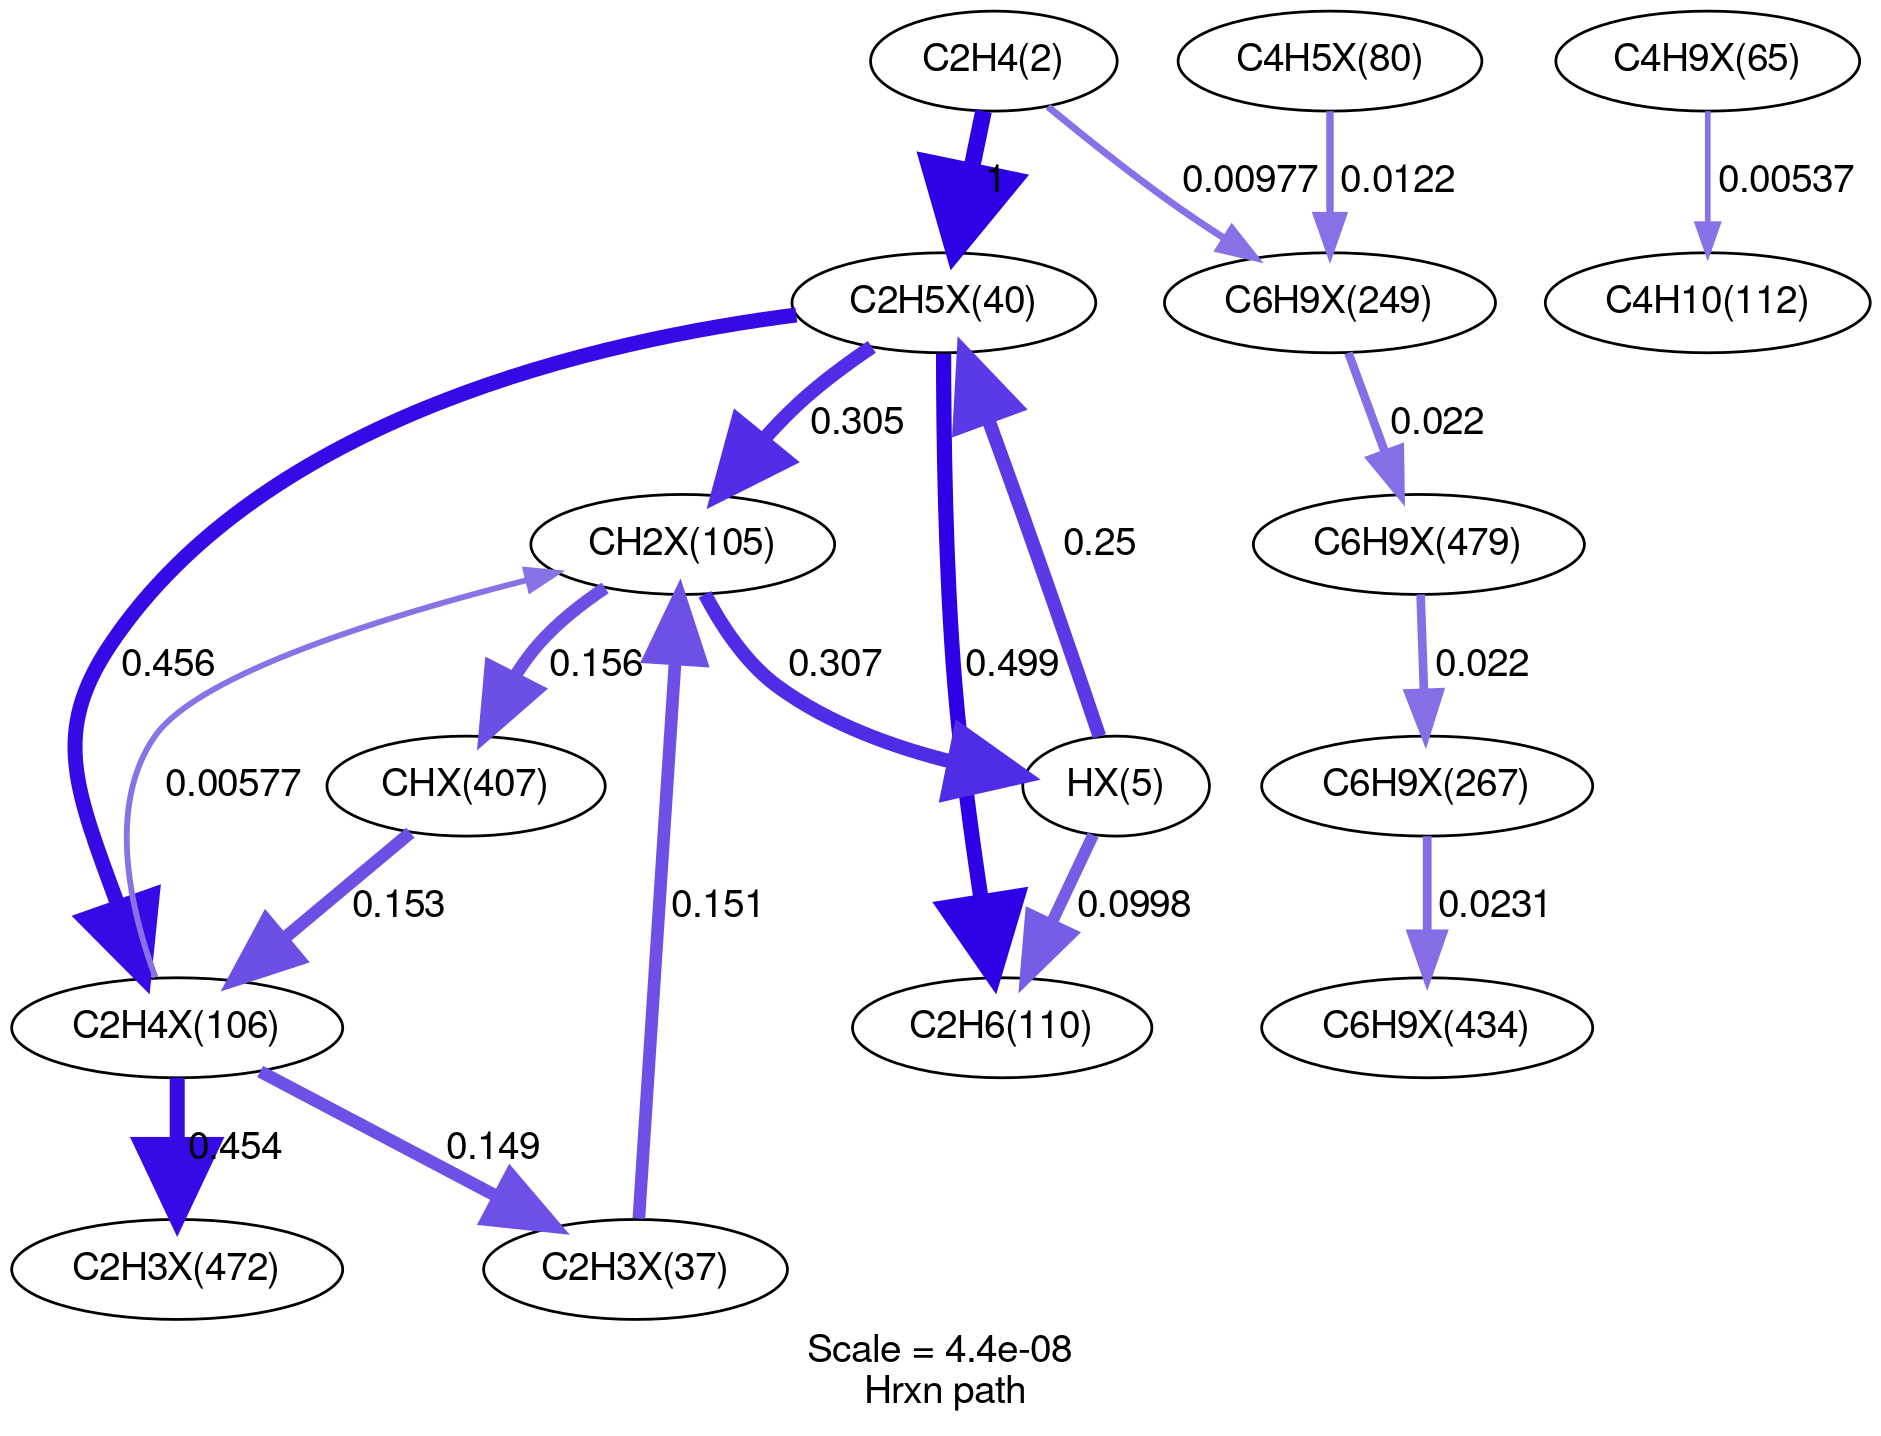 C2H4(2)
C4H5X(80)
C4H9X(65)
1
0.00977
0.0122
0.00537
C2H5X(40)
C6H9X(249)
C4H10(112)
0.305
0.022
CH2X(105)
0.25
C6H9X(479)
0.456
0.156
0.307
0.499
0.022
0.00577
CHX(407)
HX(5)
C6H9X(267)
0.153
0.151
0.0998
0.0231
C2H4X(106)
C2H6(110)
C6H9X(434)
0.454
0.149
C2H3X(472)
C2H3X(37)
Scale = 4.4e-08
Hrxn path